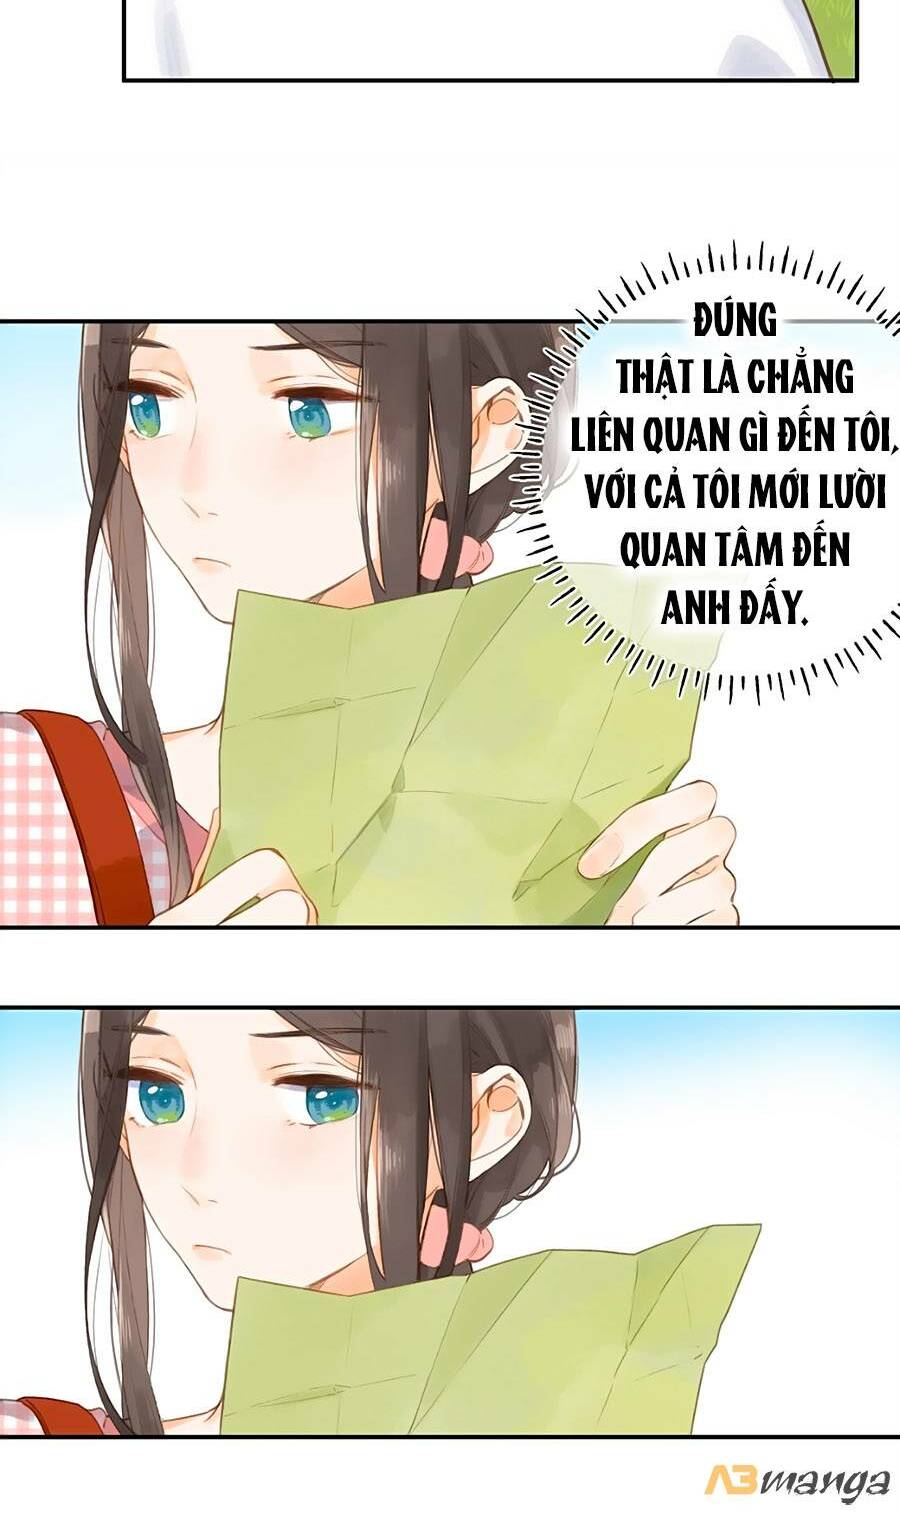 ĐÚNG
THẬT LÀ CHẲNG
LIÊN QUAN GÌ ĐẾN TÔI,
VỚI CẢ TÔI MỚI LƯỜI
QUAN TÂM ĐẾN
ANH ĐẤY.
A3manga